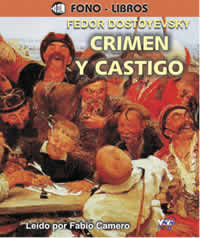 FONO - LIBROS
FEDOR DOSTOYEVSKY
CRIMEN
Y CASTIGO
Leído por Fabio Camero